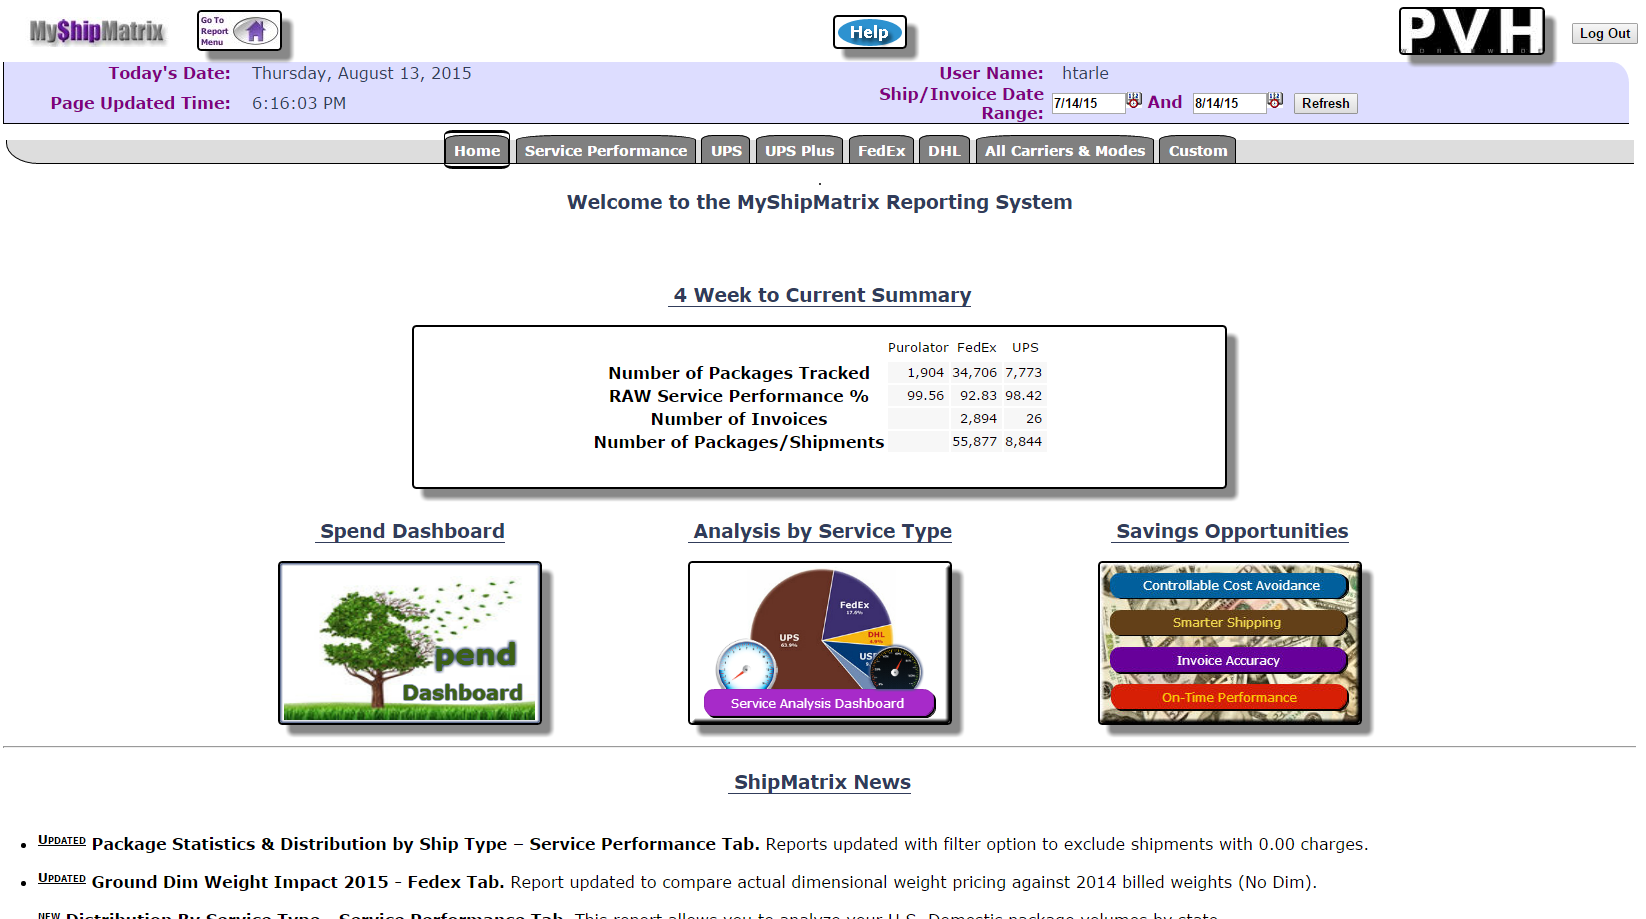 My$hipMatrix
Go To
Report
Menu
Help
PVH
WORLDWIDE
Log Out
Today's Date: Thursday, August 13, 2015
User Name: htarle
Page Updated Time: 6:16:03 PM
Ship/Invoice Date
Range: 7/14/15 And 8/14/15 Refresh
Home Service Performance UPS UPS Plus FedEx DHL All Carriers & Modes Custom
.
Welcome to the MyShipMatrix Reporting System
4 Week to Current Summary
Purolator FedEx UPS
Number of Packages Tracked 1,904 34,706 7,773
RAW Service Performance % 99.56 92.83 98.42
Number of Invoices 2,894 26
Number of Packages/Shipments 55,877 8,844
Spend Dashboard
Analysis by Service Type
Savings Opportunities
Spend
Dashboard
FedEx
17.0%
DHL
UPS
63.9%
Service Analysis Dashboard
Controllable Cost Avoidance
Smarter Shipping
Invoice Accuracy
On-Time Performance
ShipMatrix News
• UPDATED Package Statistics & Distribution by Ship Type – Service Performance Tab. Reports updated with filter option to exclude shipments with 0.00 charges.
• UPDATED Ground Dim Weight Impact 2015 - Fedex Tab. Report updated to compare actual dimensional weight pricing against 2014 billed weights (No Dim).
• NEW Distribution By Service Type - Service Performance Tab. This report allows you to analyze your U.S. Domestic package volumes by state